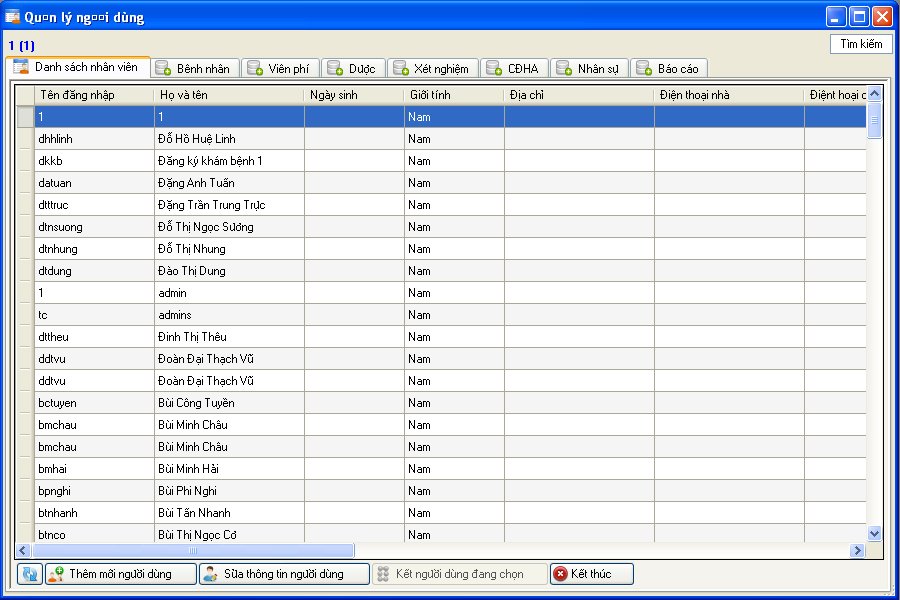 Quản lý người dùng
1 (1)
Tìm kiếm
Danh sách nhân viên Bênh nhân Viên phí Dược Xét nghiệm CĐHA Nhân sự Báo cáo
Tên đăng nhập Họ và tên Ngày sinh Giới tính Địa chỉ Điện thoại nhà Điệnt hoại c
1 1 Nam
dhhlinh Đỗ Hồ Huệ Linh Nam
dkkb Đăng ký khám bệnh 1 Nam
datuan Đặng Anh Tuấn Nam
dtttruc Đặng Trần Trung Trực Nam
dtnsuong Đỗ Thị Ngọc Sương Nam
dtnhung Đỗ Thị Nhung Nam
dtdung Đào Thị Dung Nam
1 admin Nam
tc admins Nam
dttheu Đinh Thị Thêu Nam
ddtvu Đoàn Đại Thạch Vũ Nam
ddtvu Đoàn Đại Thạch Vũ Nam
bctuyen Bùi Công Tuyền Nam
bmchau Bùi Minh Châu Nam
bmchau Bùi Minh Châu Nam
bmhai Bùi Minh Hải Nam
bpnghi Bùi Phi Nghi Nam
btnhanh Bùi Tấn Nhanh Nam
btnco Bùi Thị Ngọc Cơ Nam
Thêm mới người dùng Sửa thông tin người dùng Kết người dùng đang chọn Kết thúc